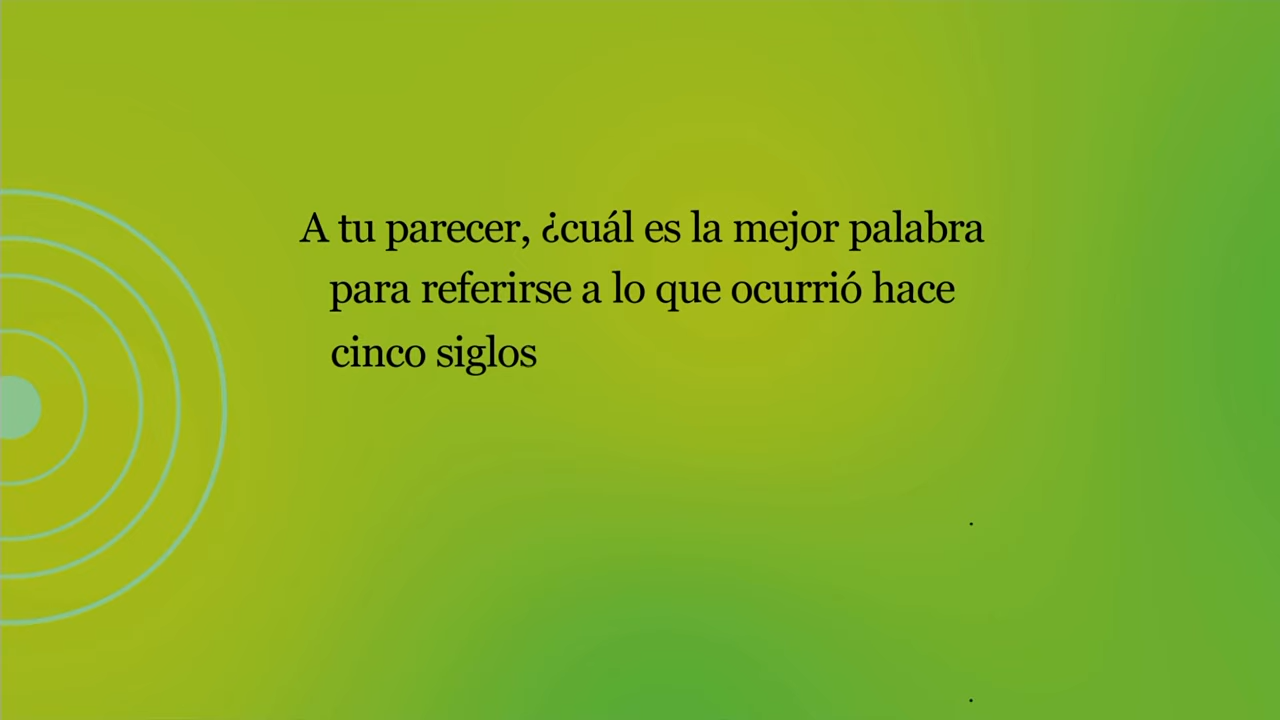 A tu parecer, ¿cuál es la mejor palabra
para referirse a lo que ocurrió hace
cinco siglos
.
.